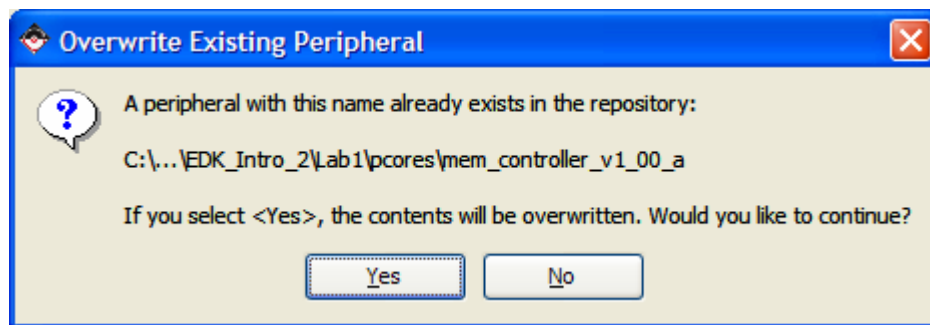 Overwrite Existing Peripheral
A peripheral with this name already exists in the repository:
C:\...\EDK_Intro_2\Lab1\pcores\mem_controller_v1_00_a
If you select <Yes>, the contents will be overwritten. Would you like to continue?
Yes No